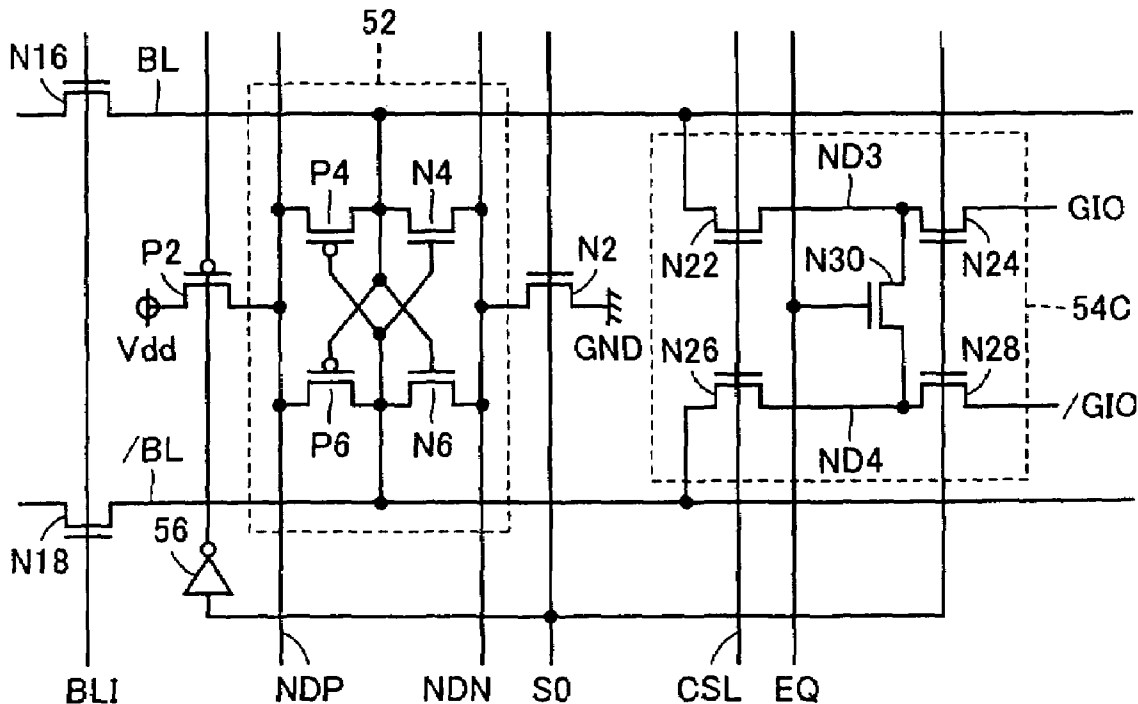 52
N16
BL
P4
N4
ND3
GIO
P2
N2
N22
N30
N24
Vdd
GND
54C
N26
N28
P6
N6
/GIO
/BL
ND4
N18
56
BLI
NDP
NDN
S0
CSL
EQ